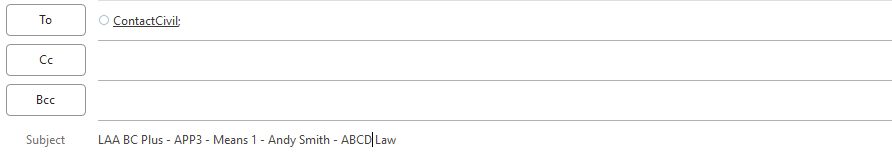 To ContactCivil;
Cc
Bcc
Subject LAA BC Plus - APP3 - Means 1 - Andy Smith - ABCD Law